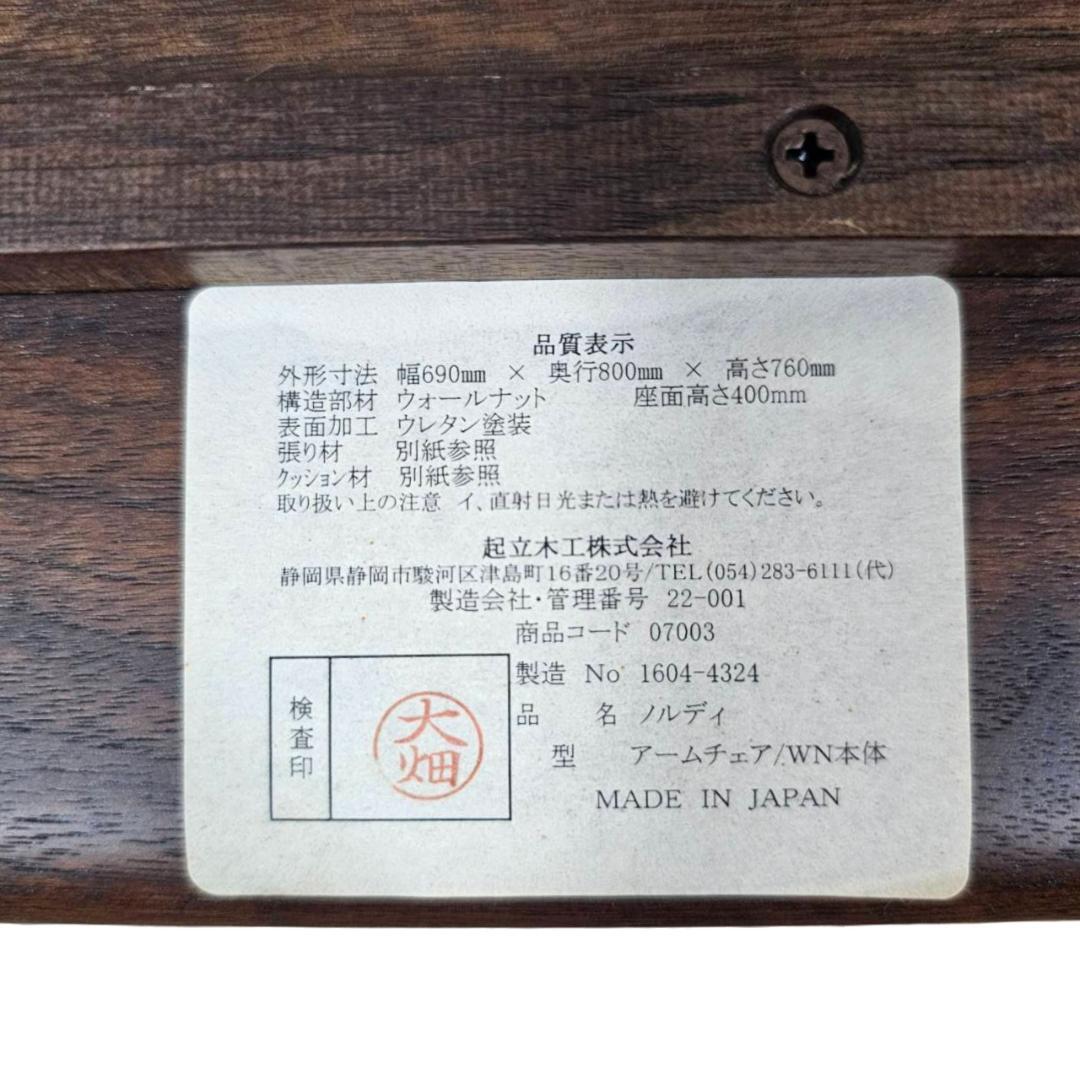 品質表示
外形寸法 幅690mm × 奥行800mm × 高さ760mm
構造部材 ウォールナット 座面高さ400mm
表面加工 ウレタン塗装
張り材 別紙参照
クッション材 別紙参照
取り扱い上の注意 イ、直射日光または熱を避けてください。
起立木工株式会社
静岡県静岡市駿河区津島町16番20号/TEL(054)283-6111(代)
製造会社・管理番号 22-001
商品コード 07003
製造 No 1604-4324
品 名 ノルディ
型 アームチェア/WN本体
MADE IN JAPAN
検査印
大畑